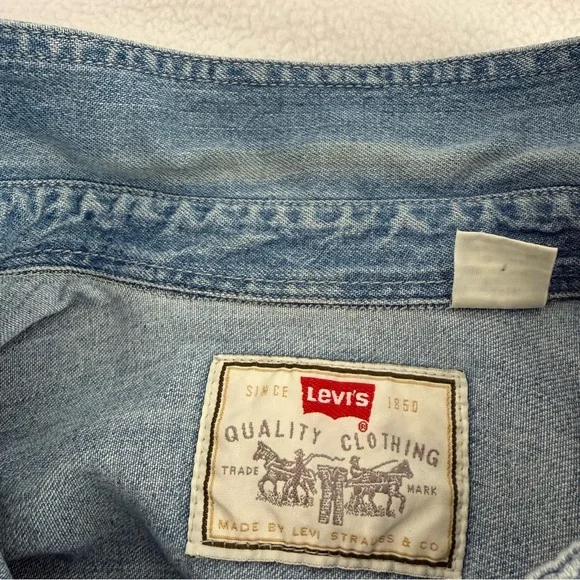 SINCE LEVI'S ® 1850
QUALITY CLOTHING
TRADE MARK
MADE BY LEVI STRAUSS & CO